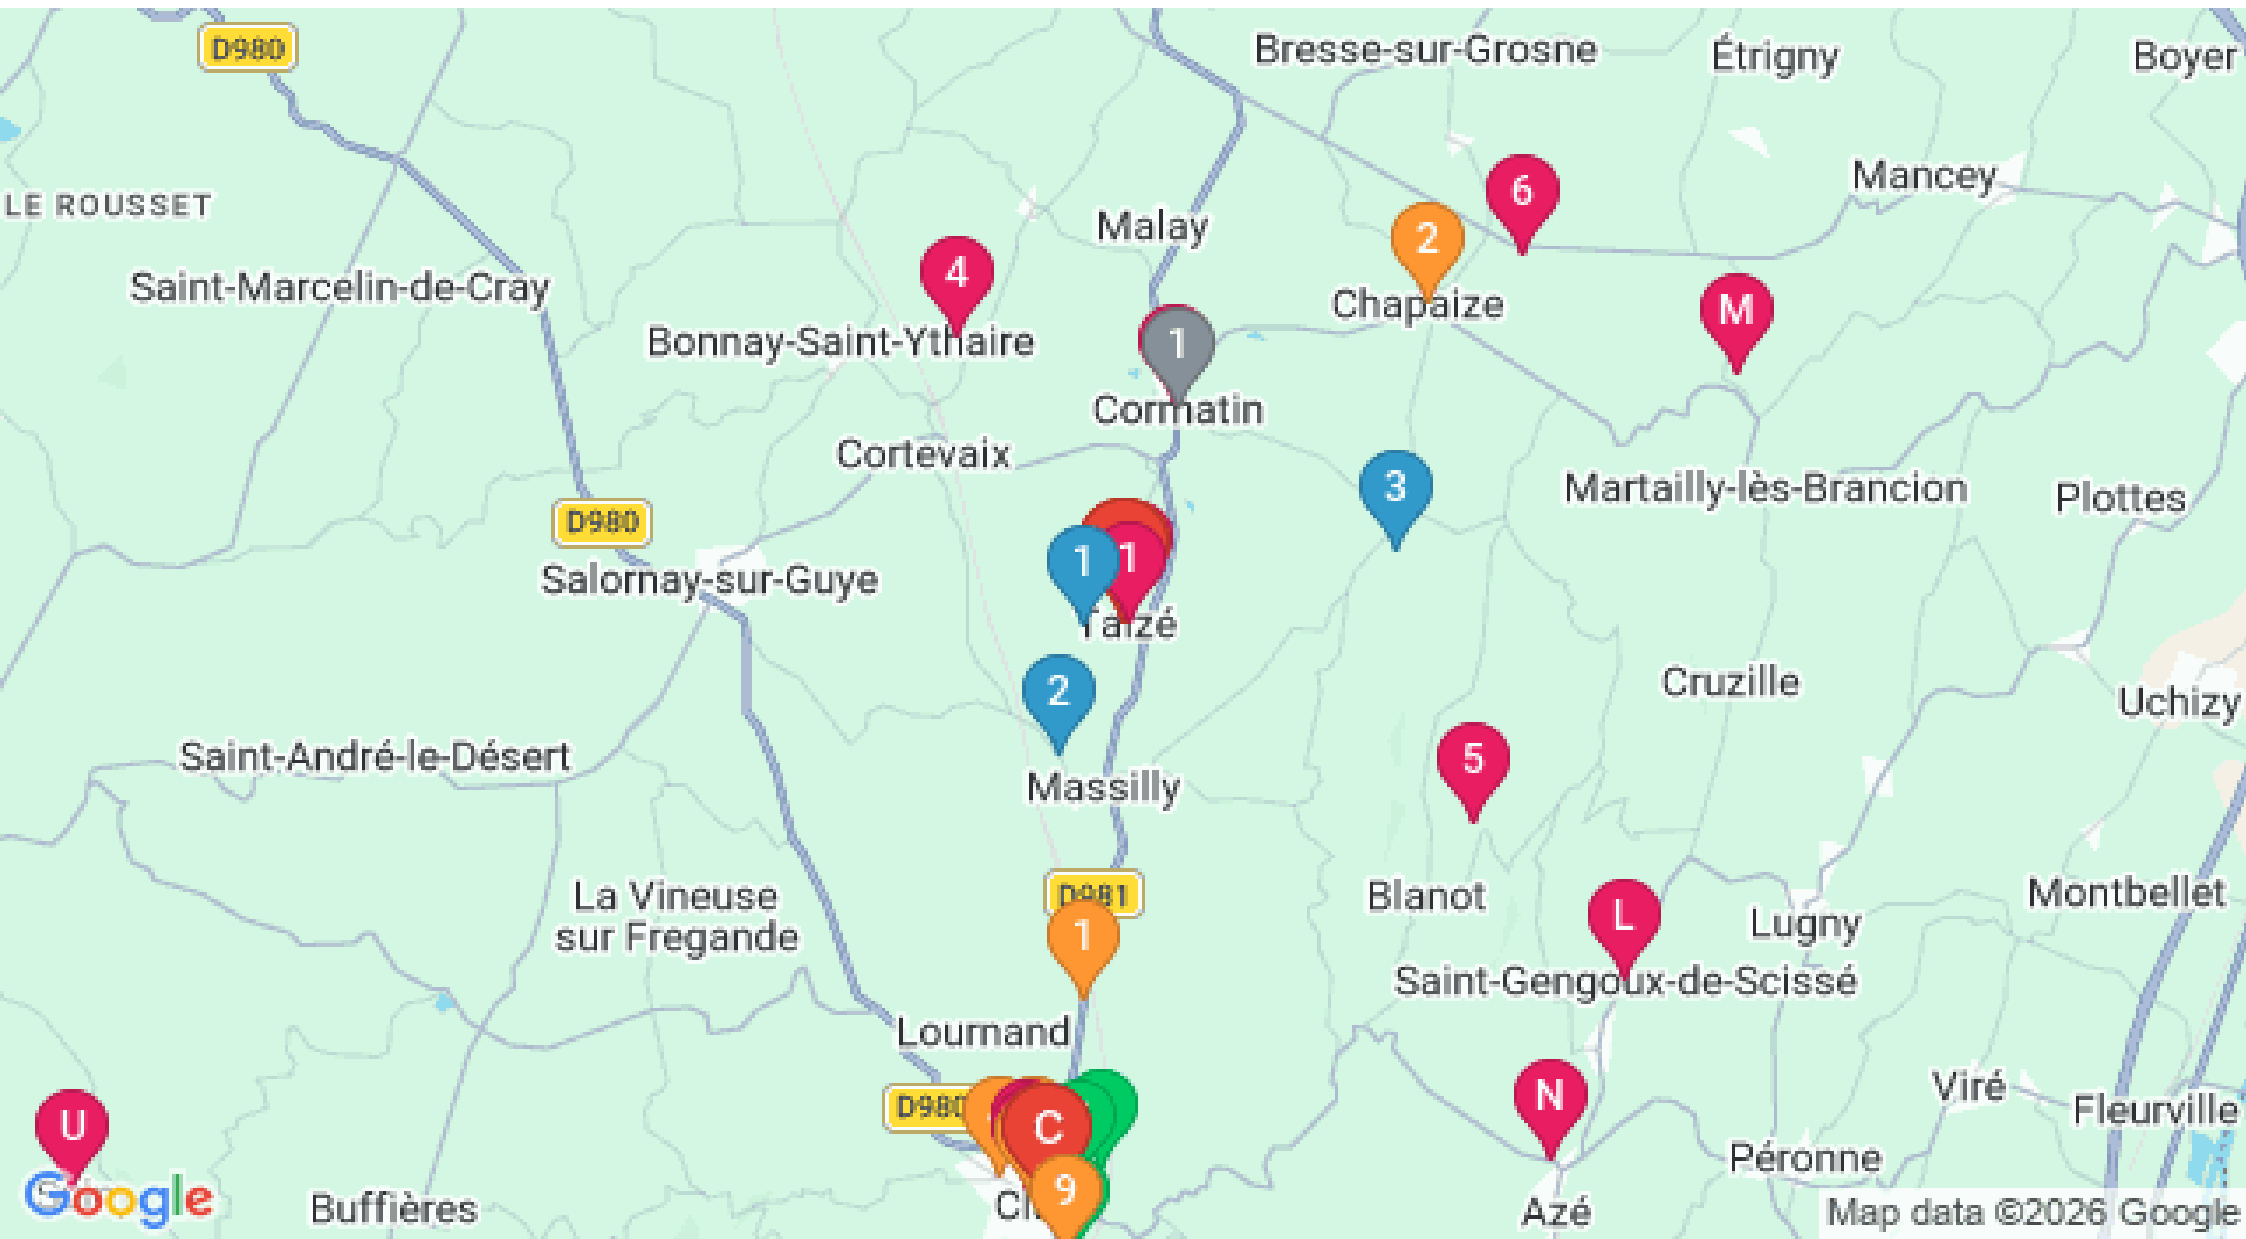 D980
Bresse-sur-Grosne
Étrigny
Boyer
Mancey
LE ROUSSET
6
Malay
2
4
Saint-Marcelin-de-Cray
Chapaize
M
Bonnay-Saint-Ythaire
1
Cormatin
Cortevaix
3
Martailly-lès-Brancion
Plottes
D980
1
1
Salornay-sur-Guye
Taizé
2
Cruzille
Uchizy
Saint-André-le-Désert
5
Massilly
D981
La Vineuse
sur Fregande
Blanot
L
Lugny
Montbellet
1
Saint-Gengoux-de-Scissé
Lournand
N
Viré
D980
C
Fleurville
U
Péronne
9
Google
Buffières
Azé
Map data ©2026 Google